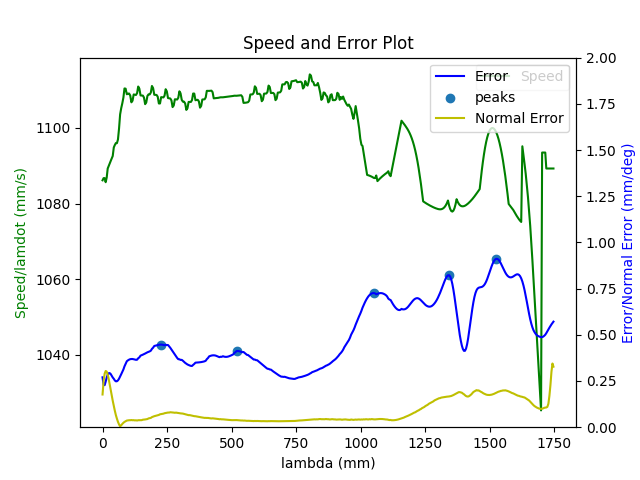 Speed and Error Plot
Speed/lamdot (mm/s)
1100
1080
1060
1040
Error
Speed
peaks
Normal Error
2.00
1.75
1.50
1.25
1.00
0.75
0.50
0.25
0.00
Error/Normal Error (mm/deg)
0 250 500 750 1000 1250 1500 1750
lambda (mm)